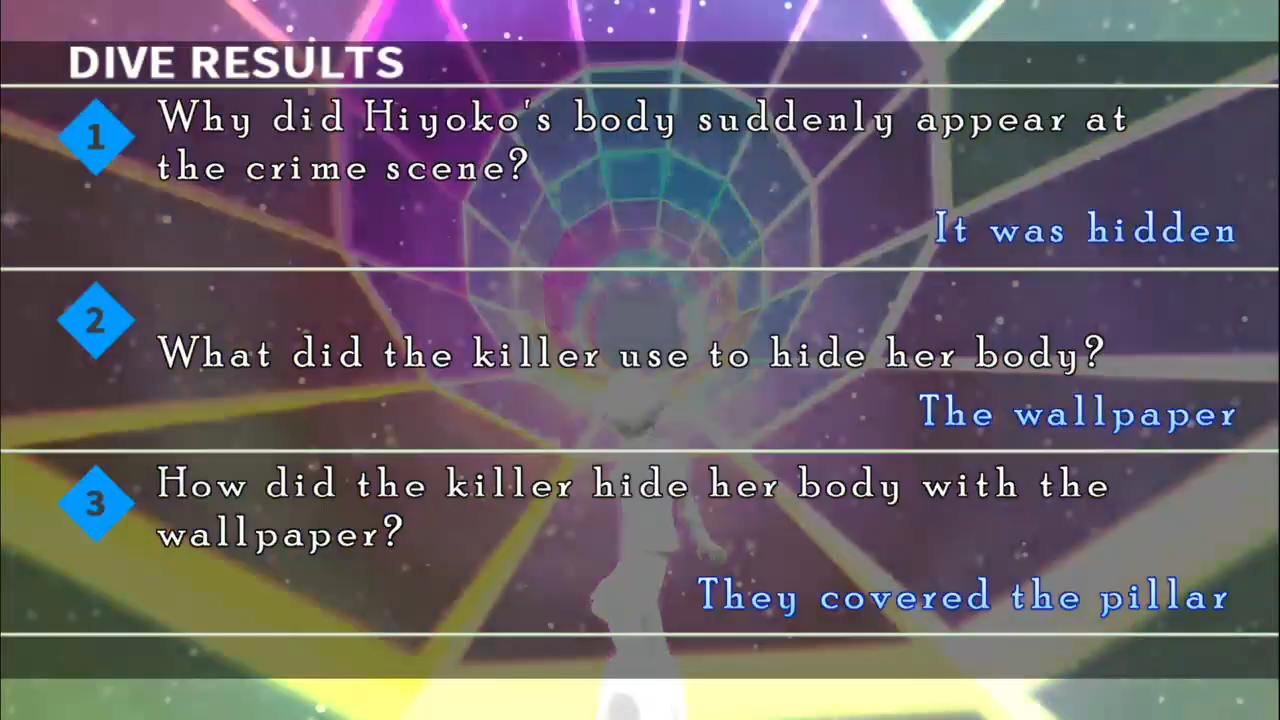 DIVE RESULTS
1
Why did Hiyoko's body suddenly appear at
the crime scene?
It was hidden
2
What did the killer use to hide her body?
The wallpaper
3
How did the killer hide her body with the
wallpaper?
They covered the pillar